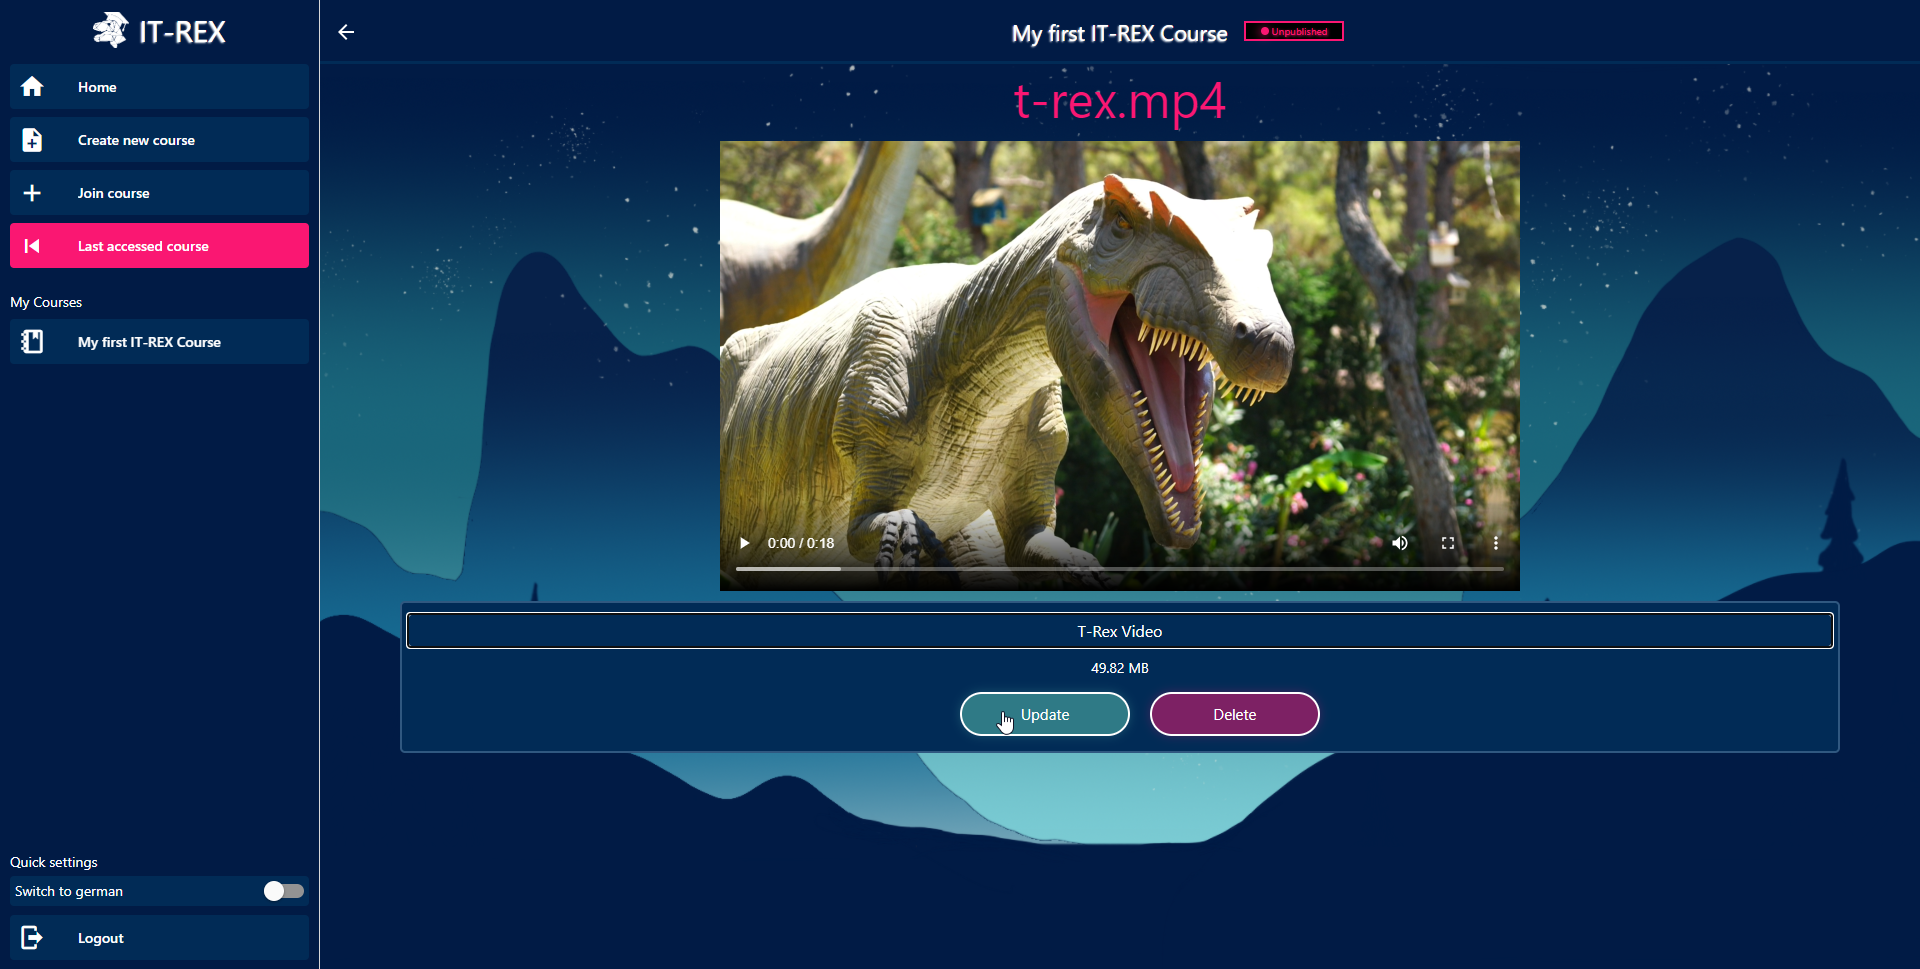 IT-REX
Home
Create new course
Join course
Last accessed course
My Courses
My first IT-REX Course
Quick settings
Switch to german
Logout
My first IT-REX Course
Unpublished
t-rex.mp4
0:00 / 0:18
T-Rex Video
49.82 MB
Update
Delete